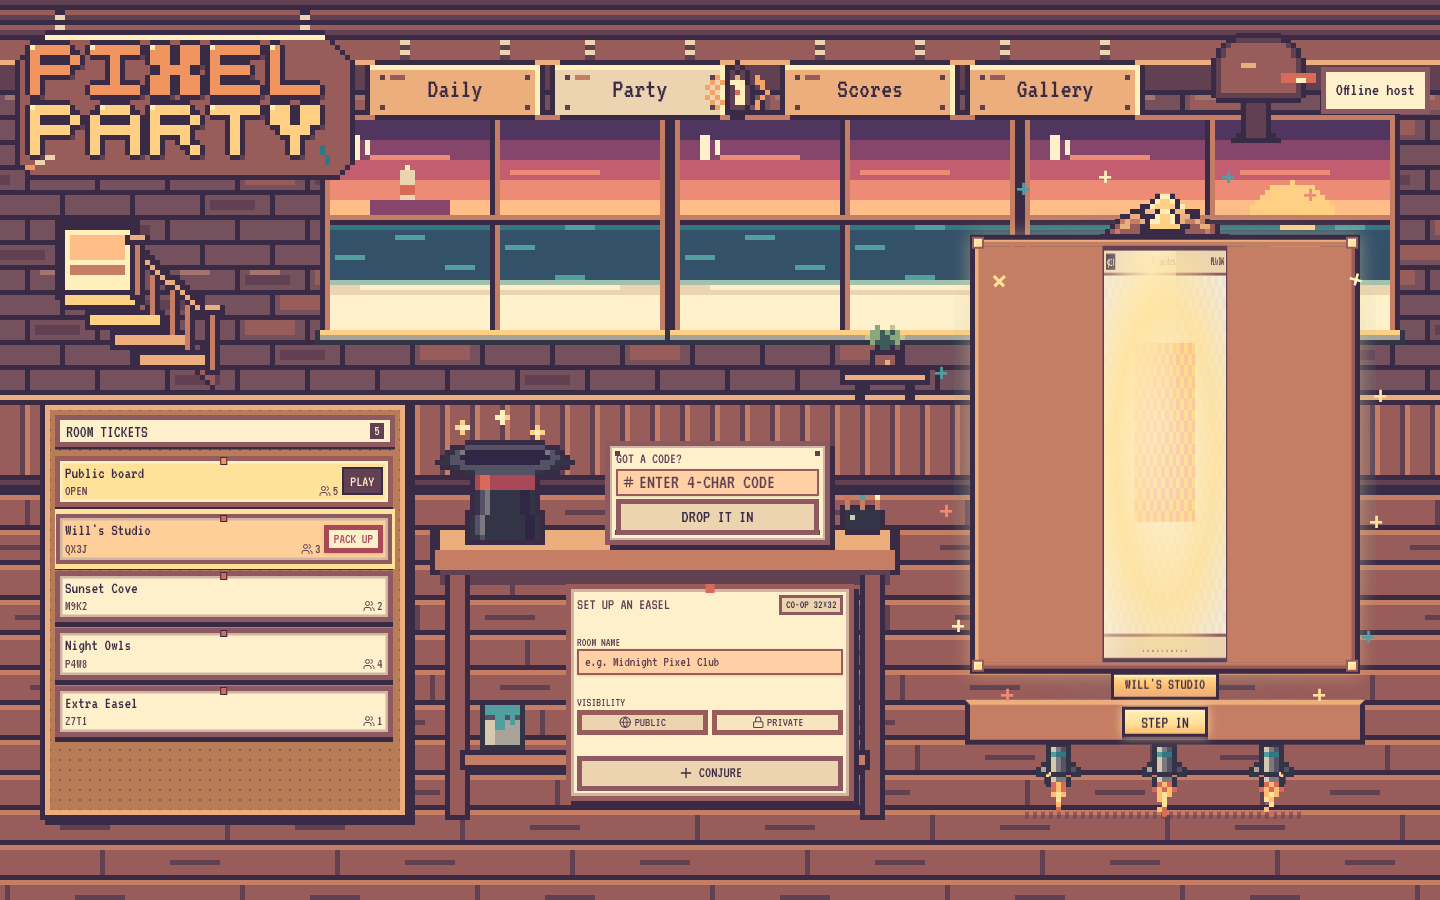 PIXEL
PARTY
Daily
Party
Scores
Gallery
Offline host
ROOM TICKETS
5
Public board
OPEN
5
PLAY
Will's Studio
QX3J
3
PACK UP
Sunset Cove
M9K2
2
Night Owls
P4W8
4
Extra Easel
Z7T1
1
GOT A CODE?
# ENTER 4-CHAR CODE
DROP IT IN
SET UP AN EASEL
CO-OP 32×32
ROOM NAME
e.g. Midnight Pixel Club
VISIBILITY
PUBLIC
PRIVATE
+ CONJURE
WILL'S STUDIO
STEP IN